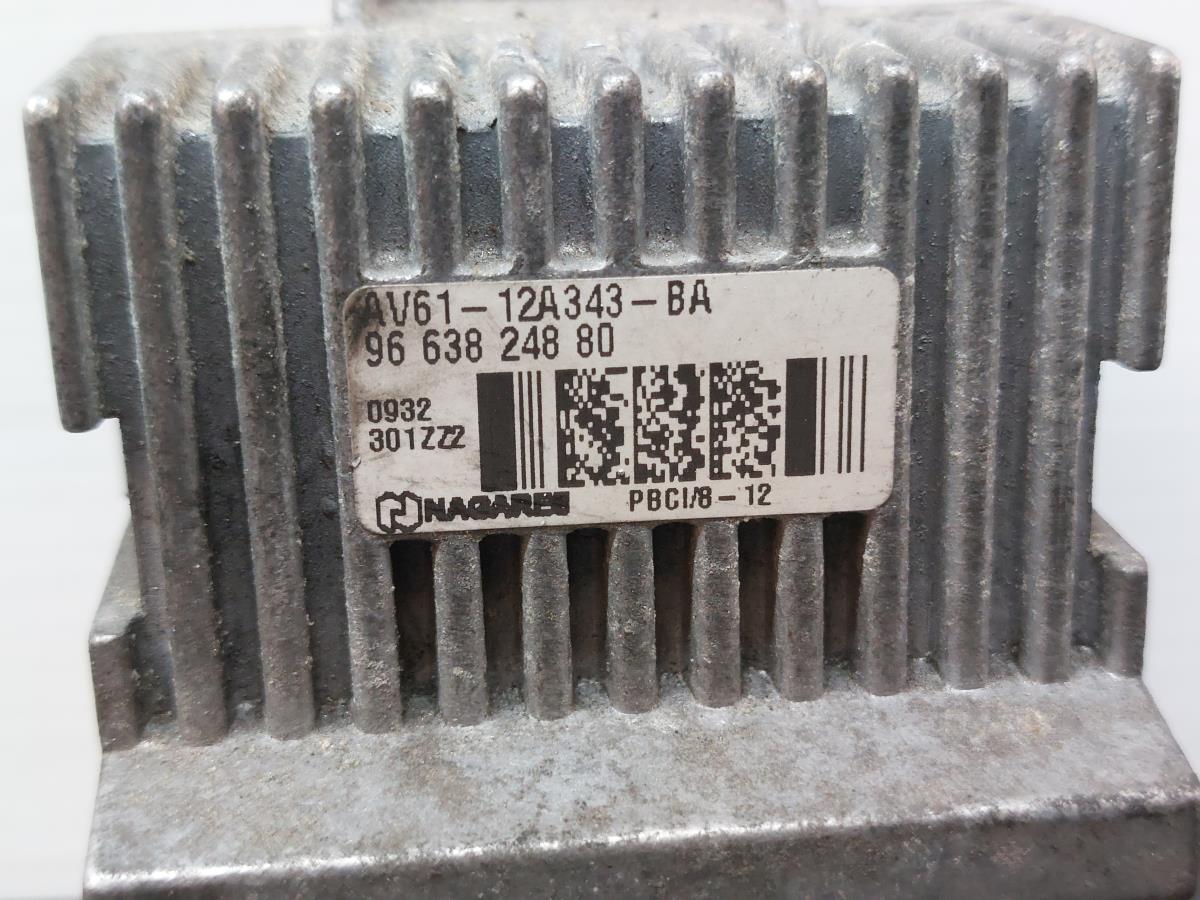 AV61-12A343-BA
96 638 248 80
0932
301ZZ2
NAGARES PBCI/8-12